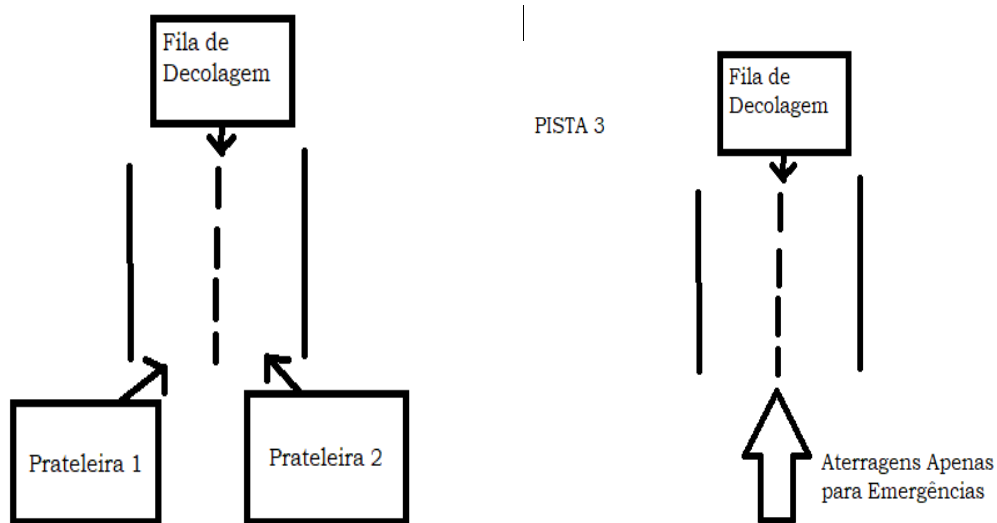 Fila de
Decolagem
Prateleira 1
Prateleira 2
PISTA 3
Fila de
Decolagem
Aterragens Apenas
para Emergências